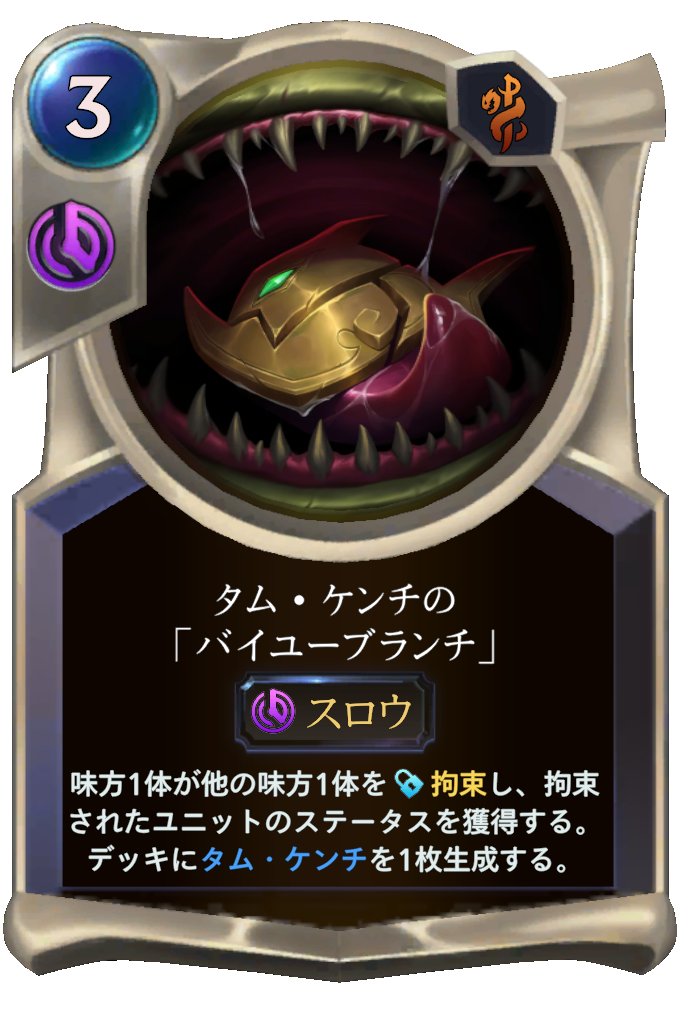 3
タム・ケンチの
「バイユーブランチ」
スロウ
味方1体が他の味方1体を拘束し、拘束
されたユニットのステータスを獲得する。
デッキにタム・ケンチを1枚生成する。